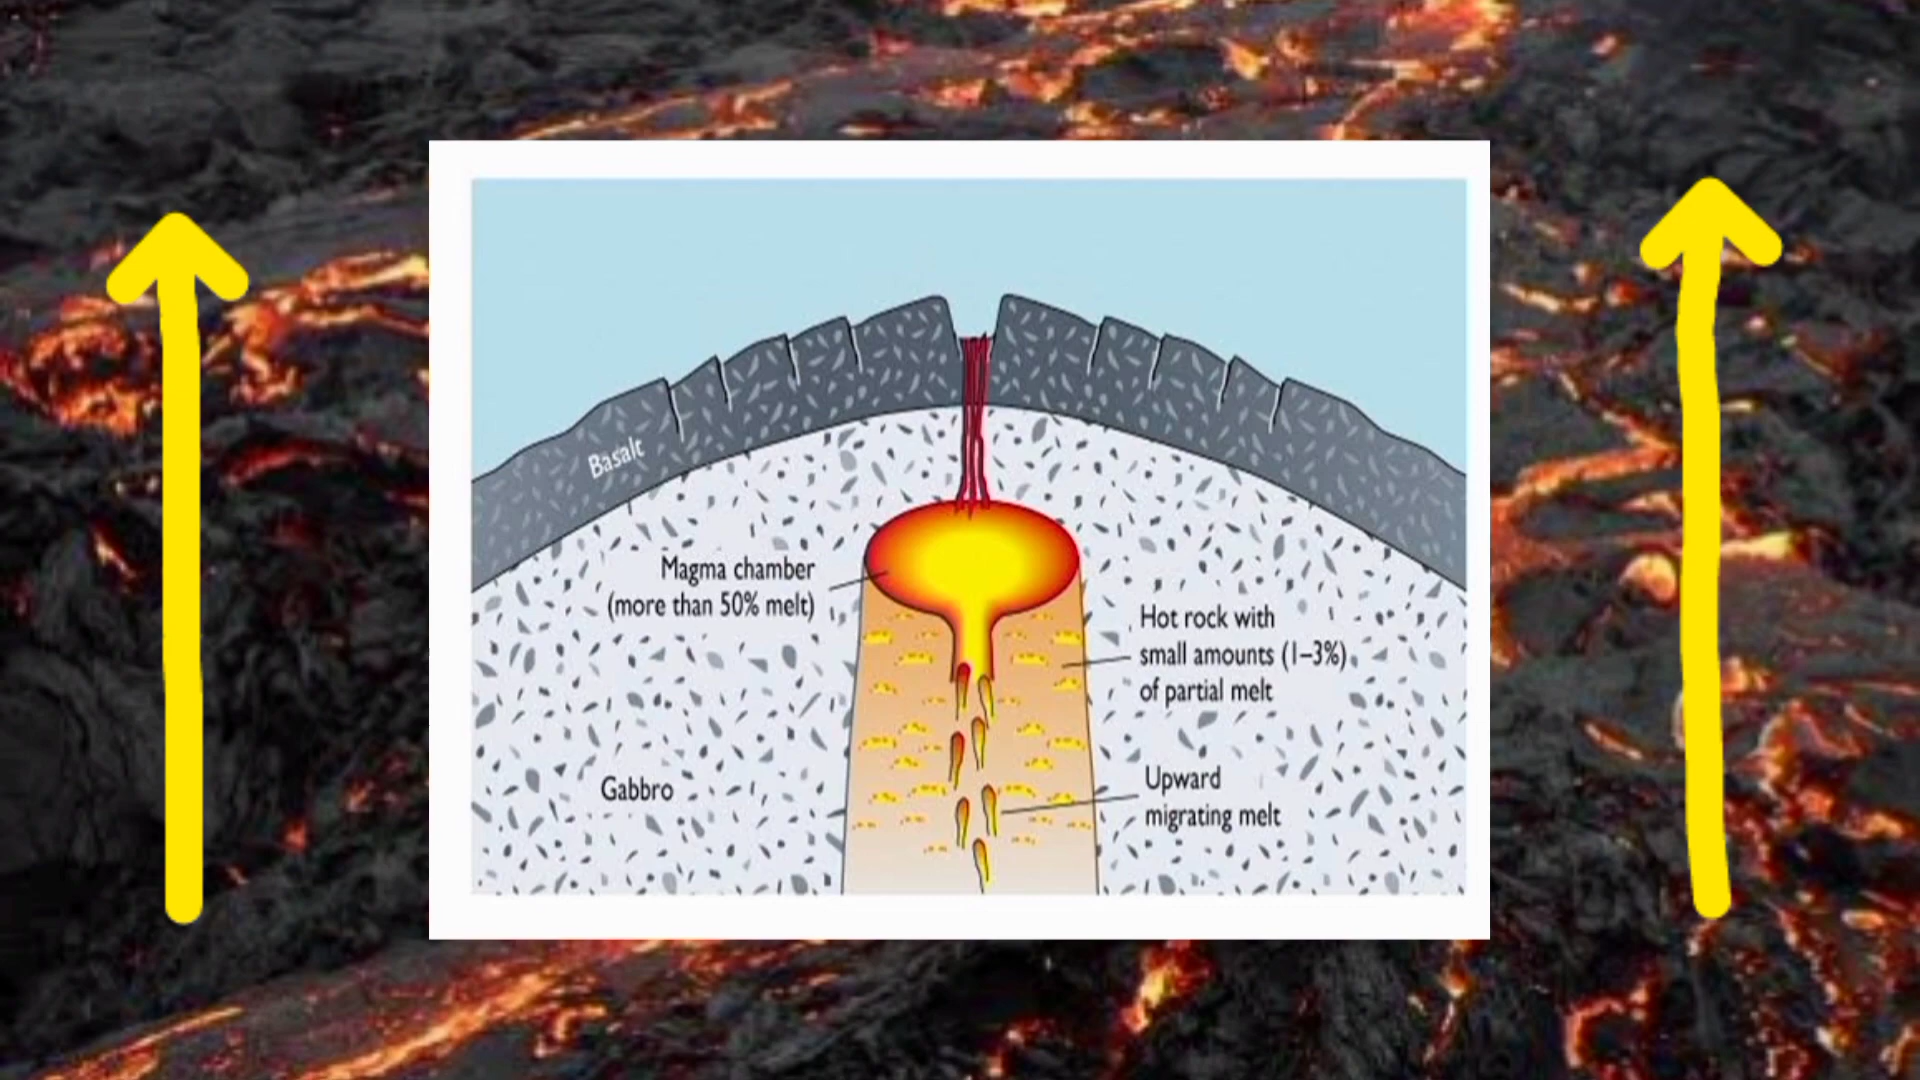 Basalt
Magma chamber
(more than 50% melt)
Hot rock with
small amounts (1–3%)
of partial melt
Gabbro
Upward
migrating melt